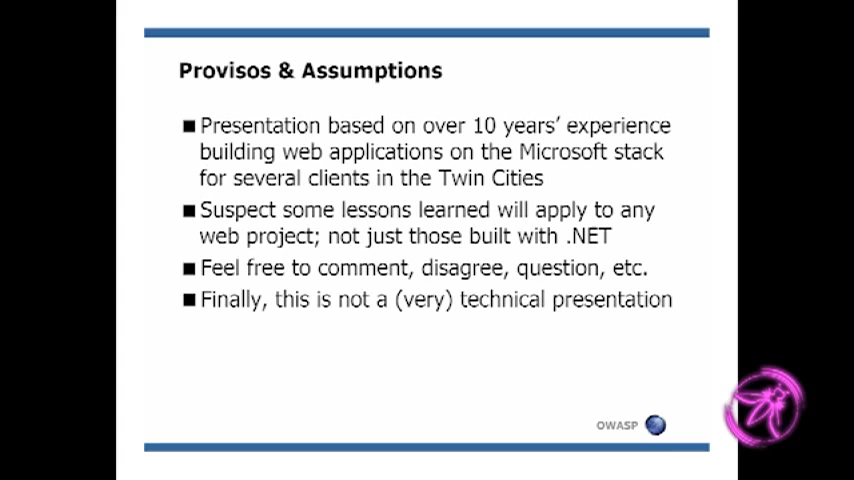 Provisos & Assumptions
■ Presentation based on over 10 years’ experience
building web applications on the Microsoft stack
for several clients in the Twin Cities
■ Suspect some lessons learned will apply to any
web project; not just those built with .NET
■ Feel free to comment, disagree, question, etc.
■ Finally, this is not a (very) technical presentation
OWASP